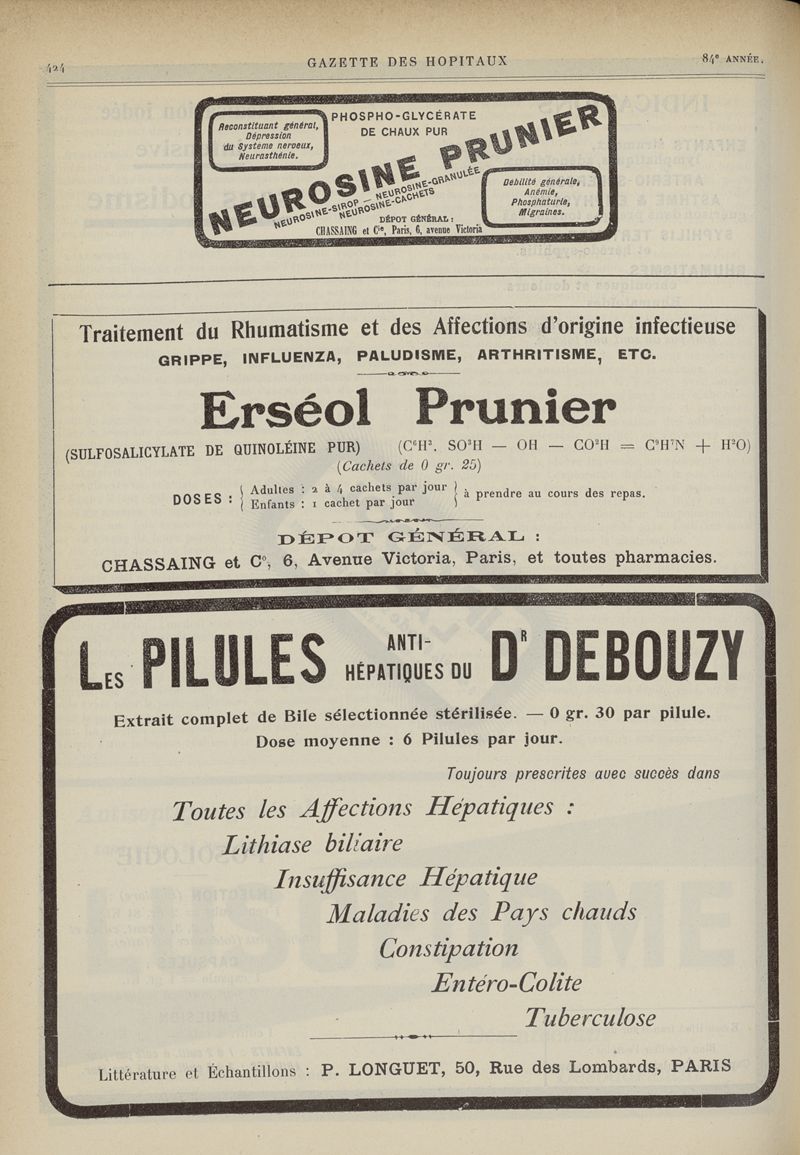 424
GAZETTE DES HOPITAUX
84e ANNÉE.
Reconstituant général,
Dépression
du Système nerveux,
Neurasthénie.
PHOSPHO-GLYCÉRATE
DE CHAUX PUR
NEUROSINE PRUNIER
NEUROSINE-SIROP — NEUROSINE-GRANULÉE
NEUROSINE-CACHETS
Débilité générale,
Anémie,
Phosphaturie,
Migraines.
DÉPOT GÉNÉRAL :
CHASSAING et Cie, Paris, 6, avenue Victoria
Traitement du Rhumatisme et des Affections d'origine infectieuse
GRIPPE, INFLUENZA, PALUDISME, ARTHRITISME, ETC.
Erséol Prunier
(SULFOSALICYLATE DE QUINOLÉINE PUR) (C⁶H³. SO³H — OH — CO²H = C⁹H⁷N + H²O)
(Cachets de 0 gr. 25)
DOSES : { Adultes : 2 à 4 cachets par jour } à prendre au cours des repas.
{ Enfants : 1 cachet par jour }
DÉPOT GÉNÉRAL :
CHASSAING et Co, 6, Avenue Victoria, Paris, et toutes pharmacies.
LES PILULES ANTI-HÉPATIQUES DU DR DEBOUZY
Extrait complet de Bile sélectionnée stérilisée. — 0 gr. 30 par pilule.
Dose moyenne : 6 Pilules par jour.
Toujours prescrites avec succès dans
Toutes les Affections Hépatiques :
Lithiase biliaire
Insuffisance Hépatique
Maladies des Pays chauds
Constipation
Entéro-Colite
Tuberculose
Littérature et Échantillons : P. LONGUET, 50, Rue des Lombards, PARIS